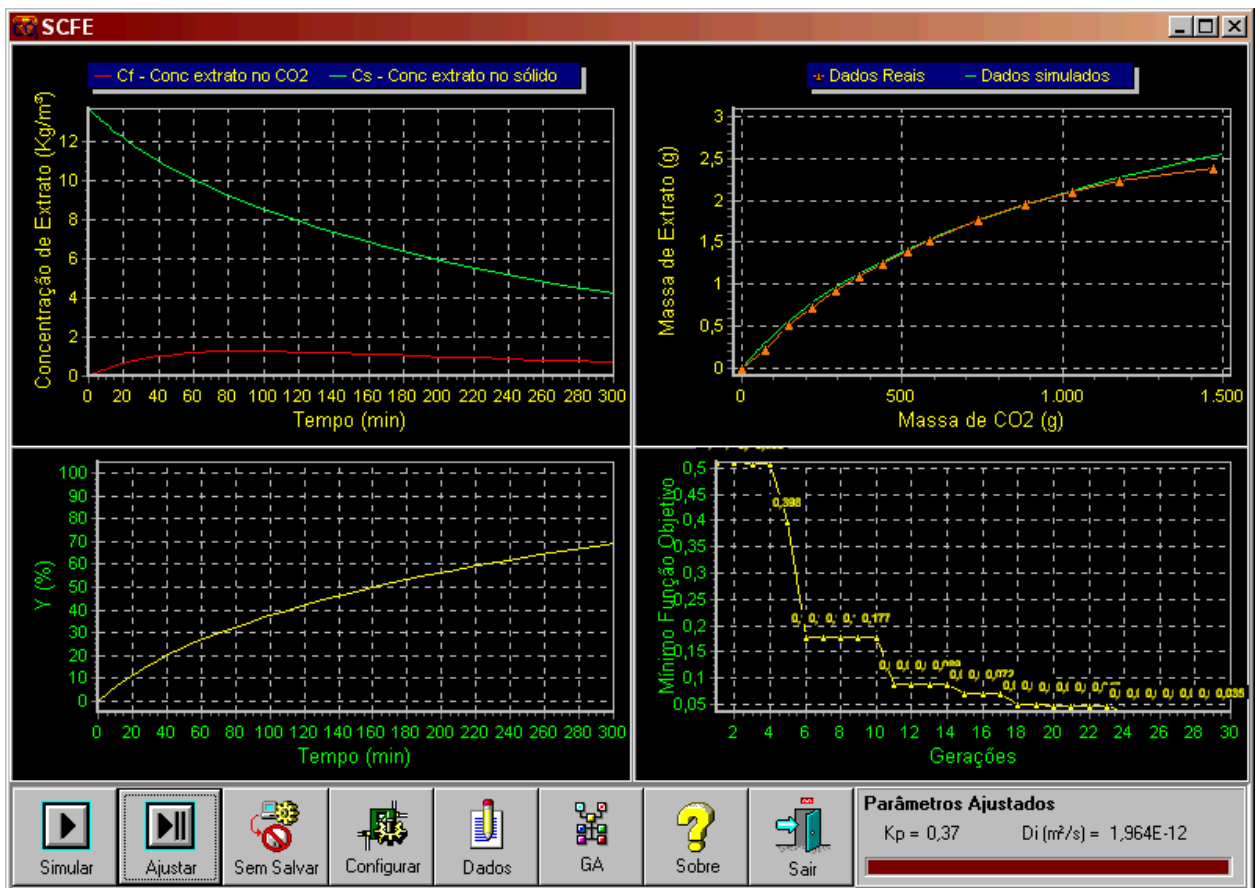 SCFE
Cf - Conc extrato no CO2 Cs - Conc extrato no sólido
Concentração de Extrato (Kg/m³)
12
10
8
6
4
2
0
0 20 40 60 80 100 120 140 160 180 200 220 240 260 280 300
Tempo (min)
Dados Reais Dados simulados
Massa de Extrato (g)
3
2,5
2
1,5
1
0,5
0
0 500 1.000 1.500
Massa de CO2 (g)
Y (%)
100
90
80
70
60
50
40
30
20
10
0
0 20 40 60 80 100 120 140 160 180 200 220 240 260 280 300
Tempo (min)
Mínimo Função Objetivo
0,5
0,45
0,4
0,35
0,3
0,25
0,2
0,15
0,1
0,05
0,398
0,177
0,072
0,035
2 4 6 8 10 12 14 16 18 20 22 24 26 28 30
Gerações
Simular Ajustar Sem Salvar Configurar Dados GA Sobre Sair
Parâmetros Ajustados
Kp = 0,37 Di (m²/s) = 1,964E-12